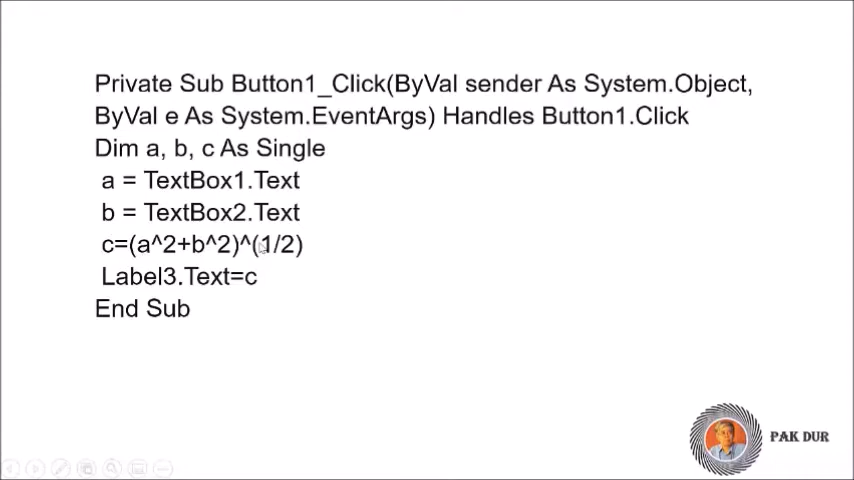 Private Sub Button1_Click(ByVal sender As System.Object,
ByVal e As System.EventArgs) Handles Button1.Click
Dim a, b, c As Single
a = TextBox1.Text
b = TextBox2.Text
c=(a^2+b^2)^(1/2)
Label3.Text=c
End Sub
PAK DUR